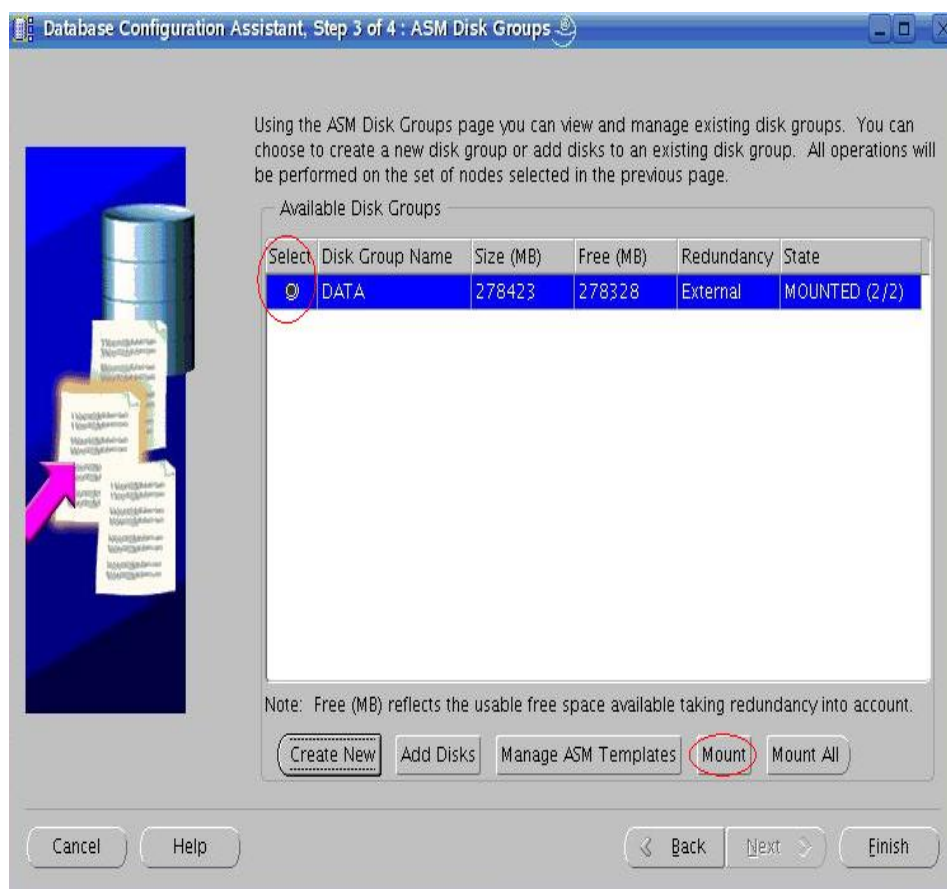 Database Configuration Assistant, Step 3 of 4 : ASM Disk Groups
Using the ASM Disk Groups page you can view and manage existing disk groups. You can
choose to create a new disk group or add disks to an existing disk group. All operations will
be performed on the set of nodes selected in the previous page.
Available Disk Groups
Select Disk Group Name Size (MB) Free (MB) Redundancy State
DATA 278423 278328 External MOUNTED (2/2)
Note: Free (MB) reflects the usable free space available taking redundancy into account.
Create New Add Disks Manage ASM Templates Mount Mount All
Cancel Help Back Next Finish